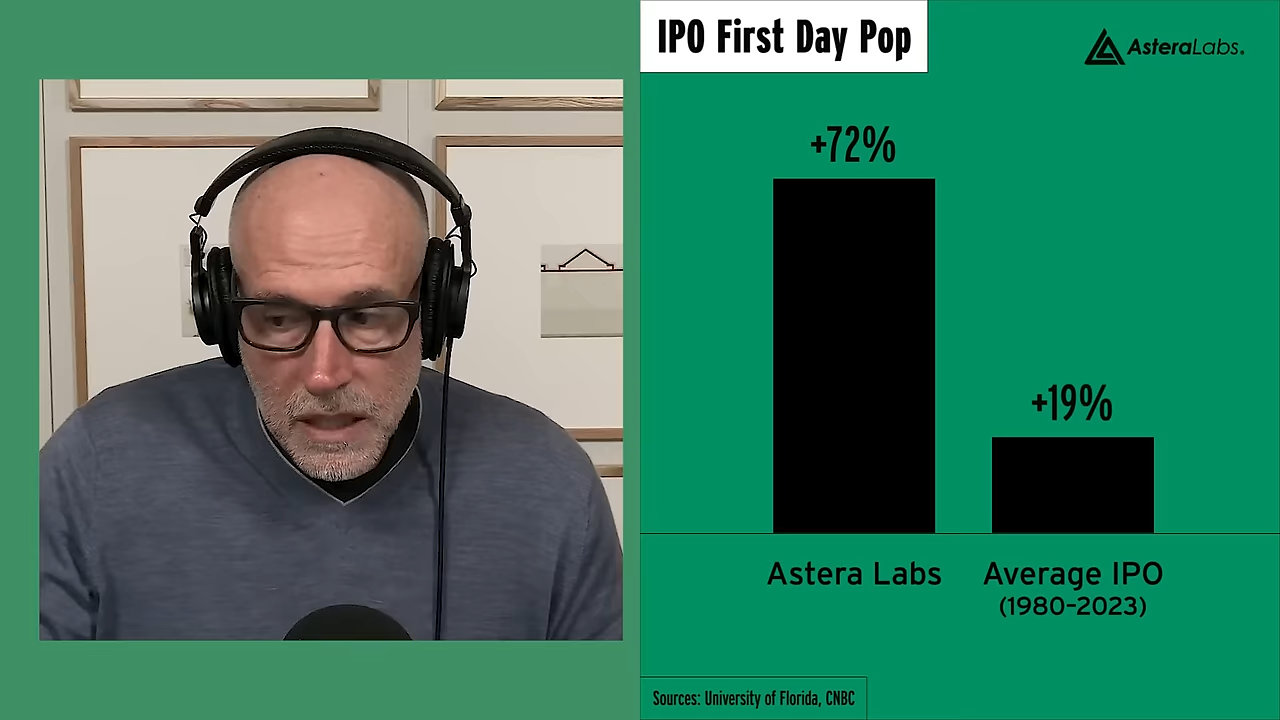 IPO First Day Pop
AsteraLabs.
+72%
+19%
Astera Labs
Average IPO
(1980–2023)
Sources: University of Florida, CNBC